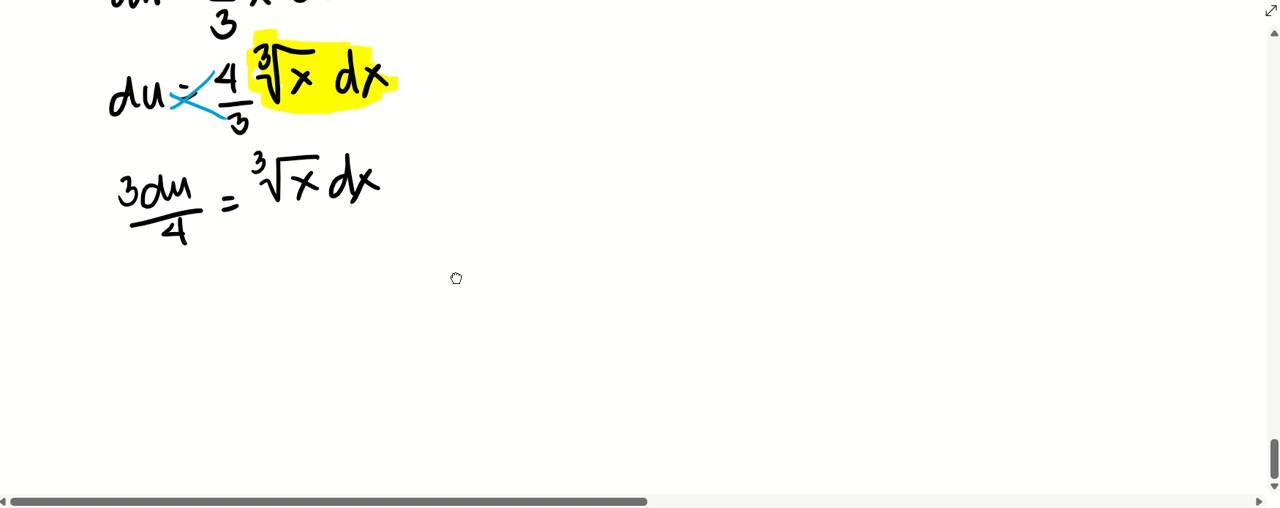 du = 4/3 ∛x dx
3du/4 = ∛x dx